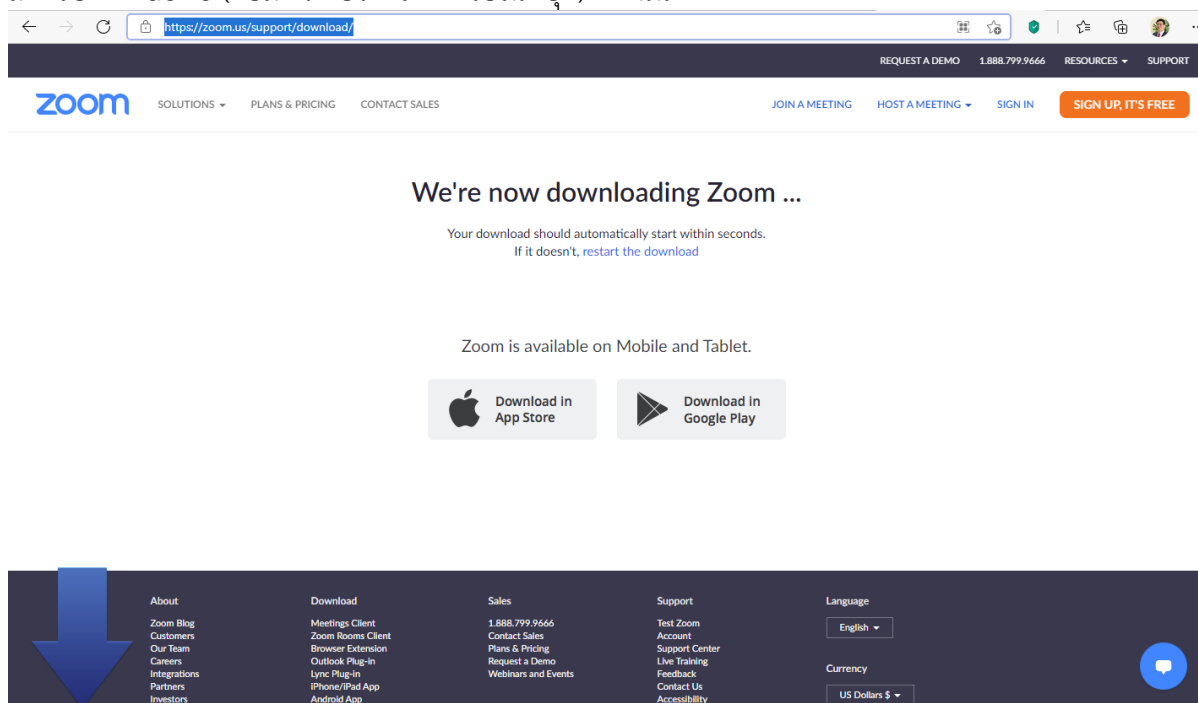 https://zoom.us/support/download/
REQUEST A DEMO 1.888.799.9666 RESOURCES SUPPORT
zoom SOLUTIONS PLANS & PRICING CONTACT SALES JOIN A MEETING HOST A MEETING SIGN IN SIGN UP, IT'S FREE
We're now downloading Zoom ...
Your download should automatically start within seconds.
If it doesn't, restart the download
Zoom is available on Mobile and Tablet.
Download in
App Store
Download in
Google Play
About
Zoom Blog
Customers
Our Team
Careers
Integrations
Partners
Investors
Download
Meetings Client
Zoom Rooms Client
Browser Extension
Outlook Plug-in
Lync Plug-in
iPhone/iPad App
Android App
Sales
1.888.799.9666
Contact Sales
Plans & Pricing
Request a Demo
Webinars and Events
Support
Test Zoom
Account
Support Center
Live Training
Feedback
Contact Us
Accessibility
Language
English
Currency
US Dollars $